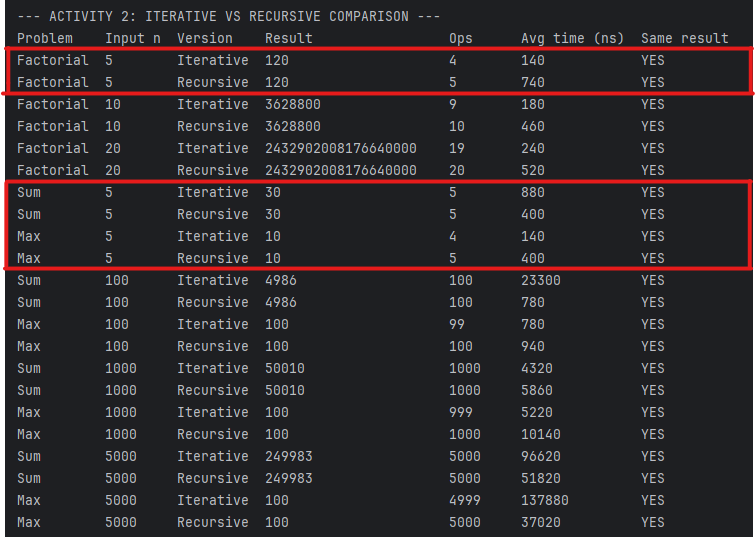 --- ACTIVITY 2: ITERATIVE VS RECURSIVE COMPARISON ---
Problem Input n Version Result Ops Avg time (ns) Same result
Factorial 5 Iterative 120 4 140 YES
Factorial 5 Recursive 120 5 740 YES
Factorial 10 Iterative 3628800 9 180 YES
Factorial 10 Recursive 3628800 10 460 YES
Factorial 20 Iterative 2432902008176640000 19 240 YES
Factorial 20 Recursive 2432902008176640000 20 520 YES
Sum 5 Iterative 30 5 880 YES
Sum 5 Recursive 30 5 400 YES
Max 5 Iterative 10 4 140 YES
Max 5 Recursive 10 5 400 YES
Sum 100 Iterative 4986 100 23300 YES
Sum 100 Recursive 4986 100 780 YES
Max 100 Iterative 100 99 780 YES
Max 100 Recursive 100 100 940 YES
Sum 1000 Iterative 50010 1000 4320 YES
Sum 1000 Recursive 50010 1000 5860 YES
Max 1000 Iterative 100 999 5220 YES
Max 1000 Recursive 100 1000 10140 YES
Sum 5000 Iterative 249983 5000 96620 YES
Sum 5000 Recursive 249983 5000 51820 YES
Max 5000 Iterative 100 4999 137880 YES
Max 5000 Recursive 100 5000 37020 YES